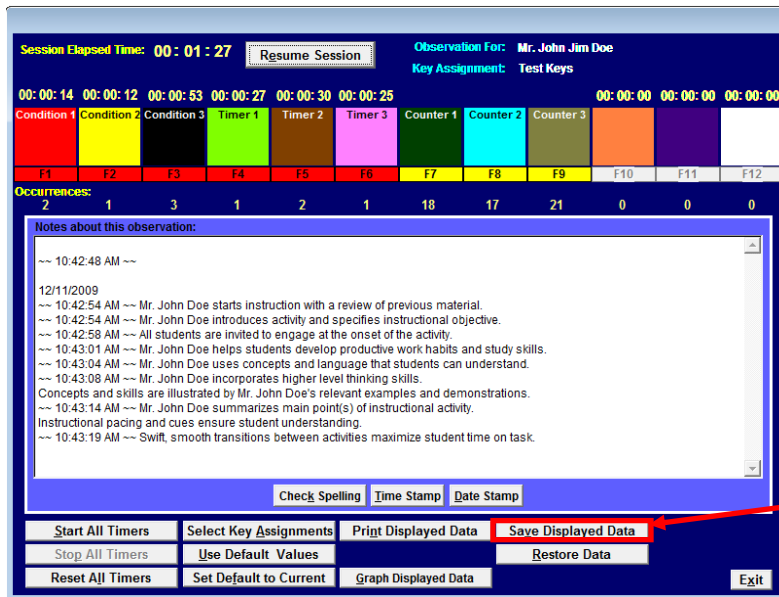 Session Elapsed Time: 00: 01 : 27 Resume Session Observation For: Mr. John Jim Doe
Key Assignment: Test Keys
00: 00: 14 00: 00: 12 00: 00: 53 00: 00: 27 00: 00: 30 00: 00: 25 00: 00: 00 00: 00: 00 00: 00: 00
Condition 1 Condition 2 Condition 3 Timer 1 Timer 2 Timer 3 Counter 1 Counter 2 Counter 3
F1 F2 F3 F4 F5 F6 F7 F8 F9 F10 F11 F12
Occurrences:
2 1 3 1 2 1 18 17 21 0 0 0
Notes about this observation:
~~ 10:42:48 AM ~~
12/11/2009
~~ 10:42:54 AM ~~ Mr. John Doe starts instruction with a review of previous material.
~~ 10:42:54 AM ~~ Mr. John Doe introduces activity and specifies instructional objective.
~~ 10:42:58 AM ~~ All students are invited to engage at the onset of the activity.
~~ 10:43:01 AM ~~ Mr. John Doe helps students develop productive work habits and study skills.
~~ 10:43:04 AM ~~ Mr. John Doe uses concepts and language that students can understand.
~~ 10:43:08 AM ~~ Mr. John Doe incorporates higher level thinking skills.
Concepts and skills are illustrated by Mr. John Doe's relevant examples and demonstrations.
~~ 10:43:14 AM ~~ Mr. John Doe summarizes main point(s) of instructional activity.
Instructional pacing and cues ensure student understanding.
~~ 10:43:19 AM ~~ Swift, smooth transitions between activities maximize student time on task.
Check Spelling Time Stamp Date Stamp
Start All Timers Select Key Assignments Print Displayed Data Save Displayed Data
Stop All Timers Use Default Values Restore Data
Reset All Timers Set Default to Current Graph Displayed Data Exit